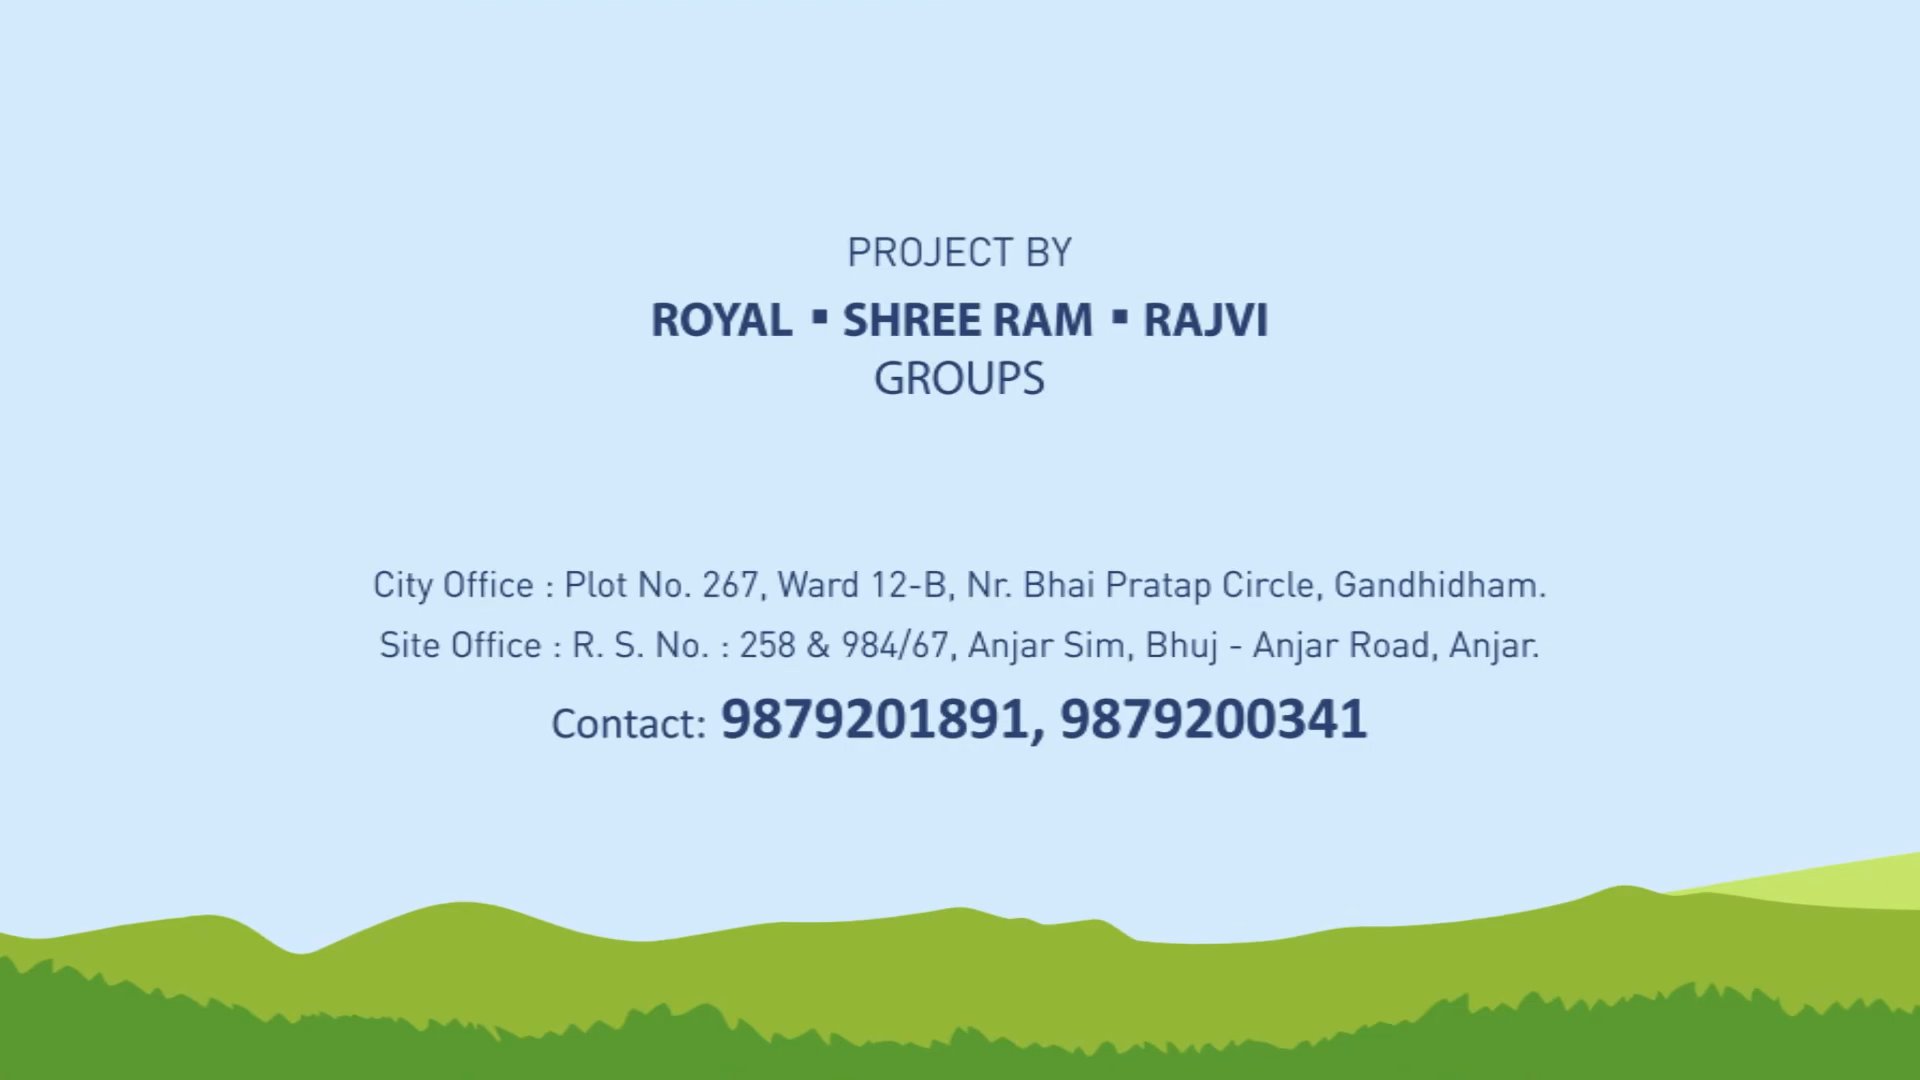 PROJECT BY
ROYAL ▪ SHREE RAM ▪ RAJVI
GROUPS
City Office : Plot No. 267, Ward 12-B, Nr. Bhai Pratap Circle, Gandhidham.
Site Office : R. S. No. : 258 & 984/67, Anjar Sim, Bhuj - Anjar Road, Anjar.
Contact: 9879201891, 9879200341